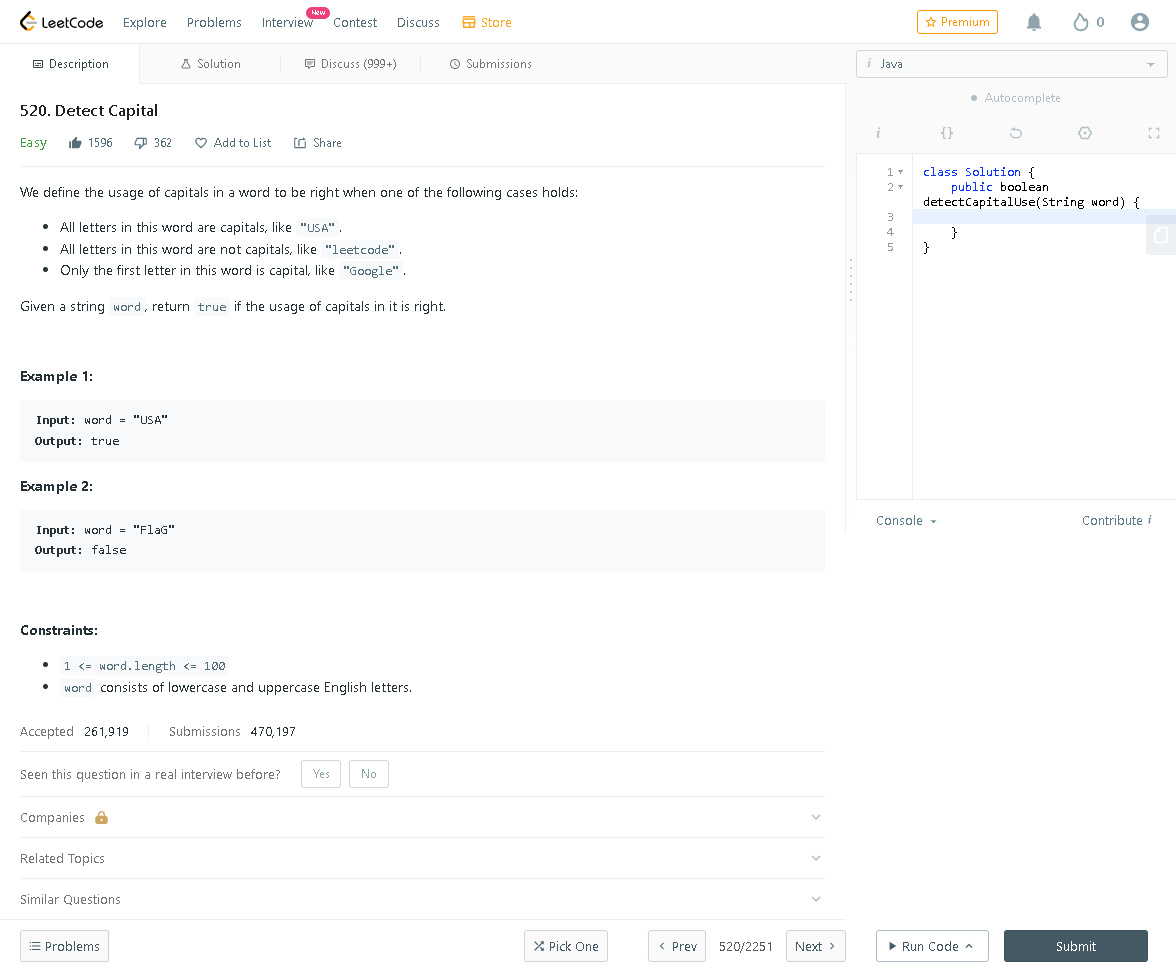 LeetCode Explore Problems Interview New Contest Discuss Store Premium 0
Description Solution Discuss (999+) Submissions
520. Detect Capital
Easy 1596 362 Add to List Share
We define the usage of capitals in a word to be right when one of the following cases holds:
• All letters in this word are capitals, like "USA".
• All letters in this word are not capitals, like "leetcode".
• Only the first letter in this word is capital, like "Google".
Given a string word, return true if the usage of capitals in it is right.
Example 1:
Input: word = "USA"
Output: true
Example 2:
Input: word = "FlaG"
Output: false
Constraints:
• 1 <= word.length <= 100
• word consists of lowercase and uppercase English letters.
Accepted 261,919 Submissions 470,197
Seen this question in a real interview before? Yes No
Companies
Related Topics
Similar Questions
Problems Pick One Prev 520/2251 Next
i Java
Autocomplete
i {}
1 class Solution {
2 public boolean
detectCapitalUse(String word) {
3
4 }
5 }
Console Contribute i
Run Code Submit